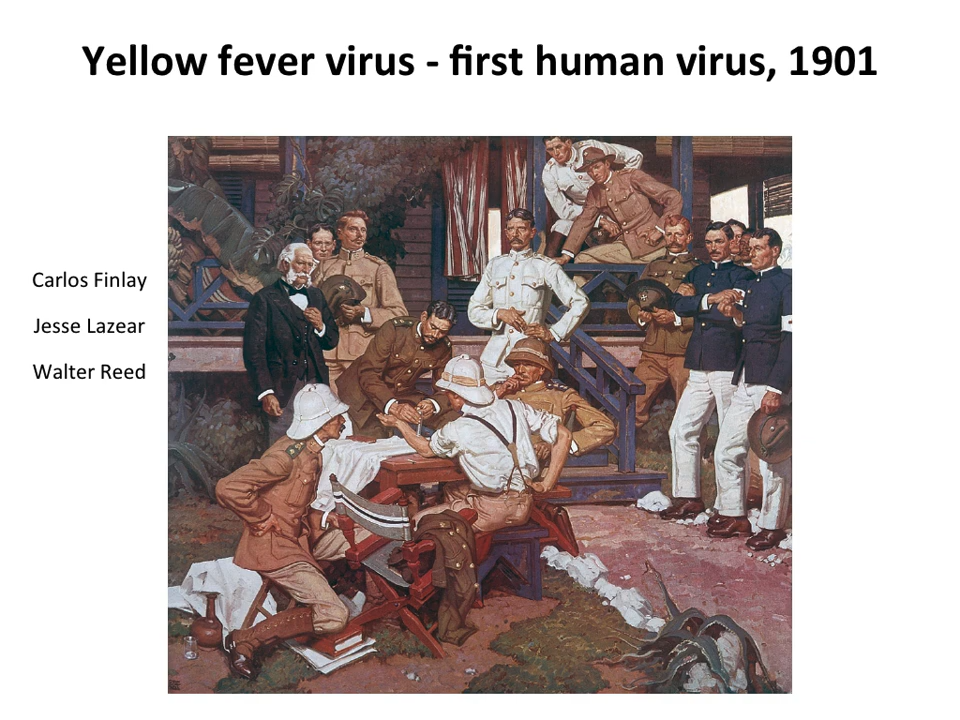 Yellow fever virus - first human virus, 1901
Carlos Finlay
Jesse Lazear
Walter Reed